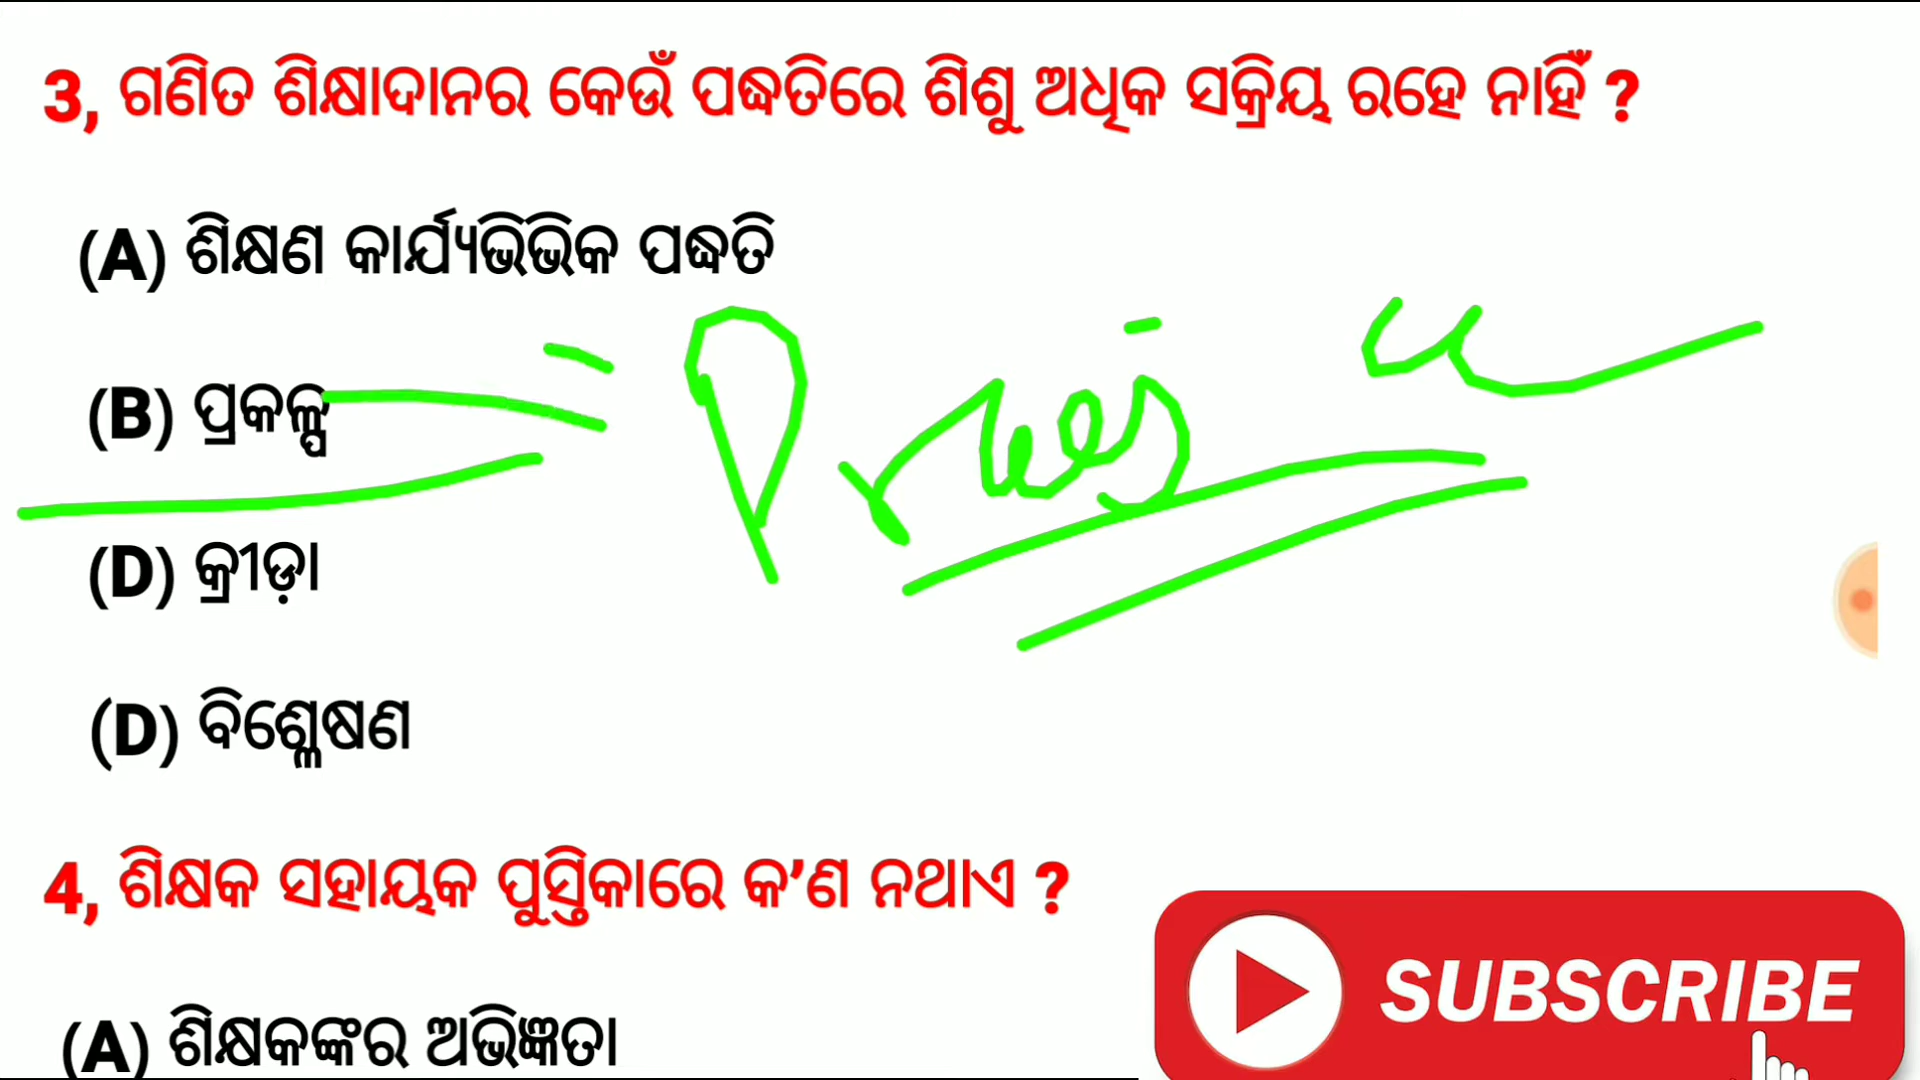 3, ଗଣିତ ଶିକ୍ଷାଦାନର କେଉଁ ପଦ୍ଧତିରେ ଶିଶୁ ଅଧିକ ସକ୍ରିୟ ରହେ ନାହିଁ ?
(A) ଶିକ୍ଷଣ କାର୍ଯ୍ୟଭିଭିକ ପଦ୍ଧତି
(B) ପ୍ରକଳ୍ପ
(D) କ୍ରୀଡ଼ା
(D) ବିଶ୍ଳେଷଣ
4, ଶିକ୍ଷକ ସହାୟକ ପୁସ୍ତିକାରେ କ’ଣ ନଥାଏ ?
(A) ଶିକ୍ଷକଙ୍କର ଅଭିଜ୍ଞତା
SUBSCRIBE